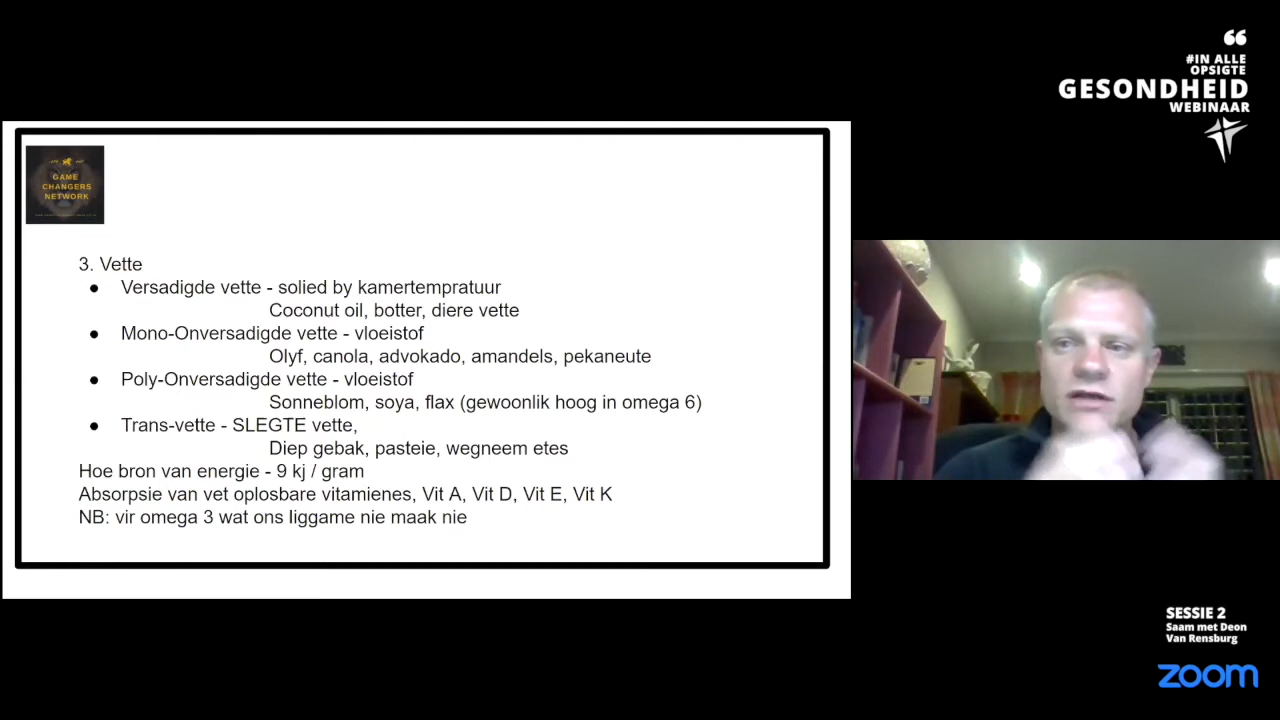 #IN ALLE
OPSIGTE
GESONDHEID
WEBINAAR
GAME
CHANGERS
NETWORK
3. Vette
● Versadigde vette - solied by kamertempratuur
Coconut oil, botter, diere vette
● Mono-Onversadigde vette - vloeistof
Olyf, canola, advokado, amandels, pekaneute
● Poly-Onversadigde vette - vloeistof
Sonneblom, soya, flax (gewoonlik hoog in omega 6)
● Trans-vette - SLEGTE vette,
Diep gebak, pasteie, wegneem etes
Hoe bron van energie - 9 kj / gram
Absorpsie van vet oplosbare vitamienes, Vit A, Vit D, Vit E, Vit K
NB: vir omega 3 wat ons liggame nie maak nie
SESSIE 2
Saam met Deon
Van Rensburg
zoom